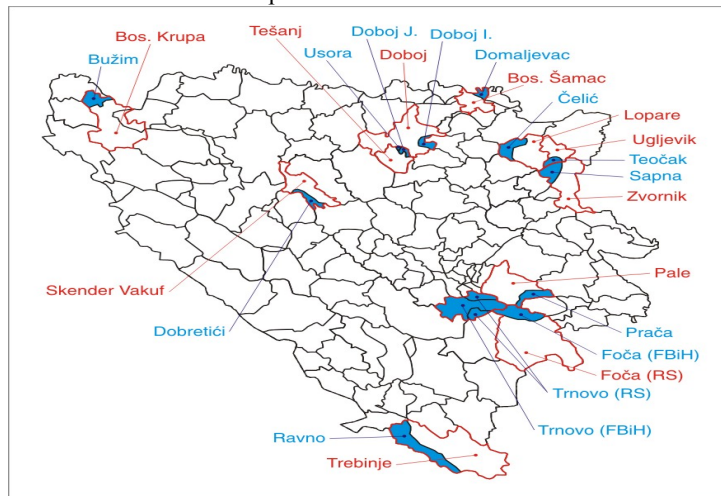 Bos. Krupa
Bužim
Tešanj
Usora
Doboj J.
Doboj
Doboj I.
Domaljevac
Bos. Šamac
Čelić
Lopare
Ugljevik
Teočak
Sapna
Zvornik
Skender Vakuf
Dobretići
Pale
Prača
Foča (FBiH)
Foča (RS)
Trnovo (RS)
Trnovo (FBiH)
Ravno
Trebinje